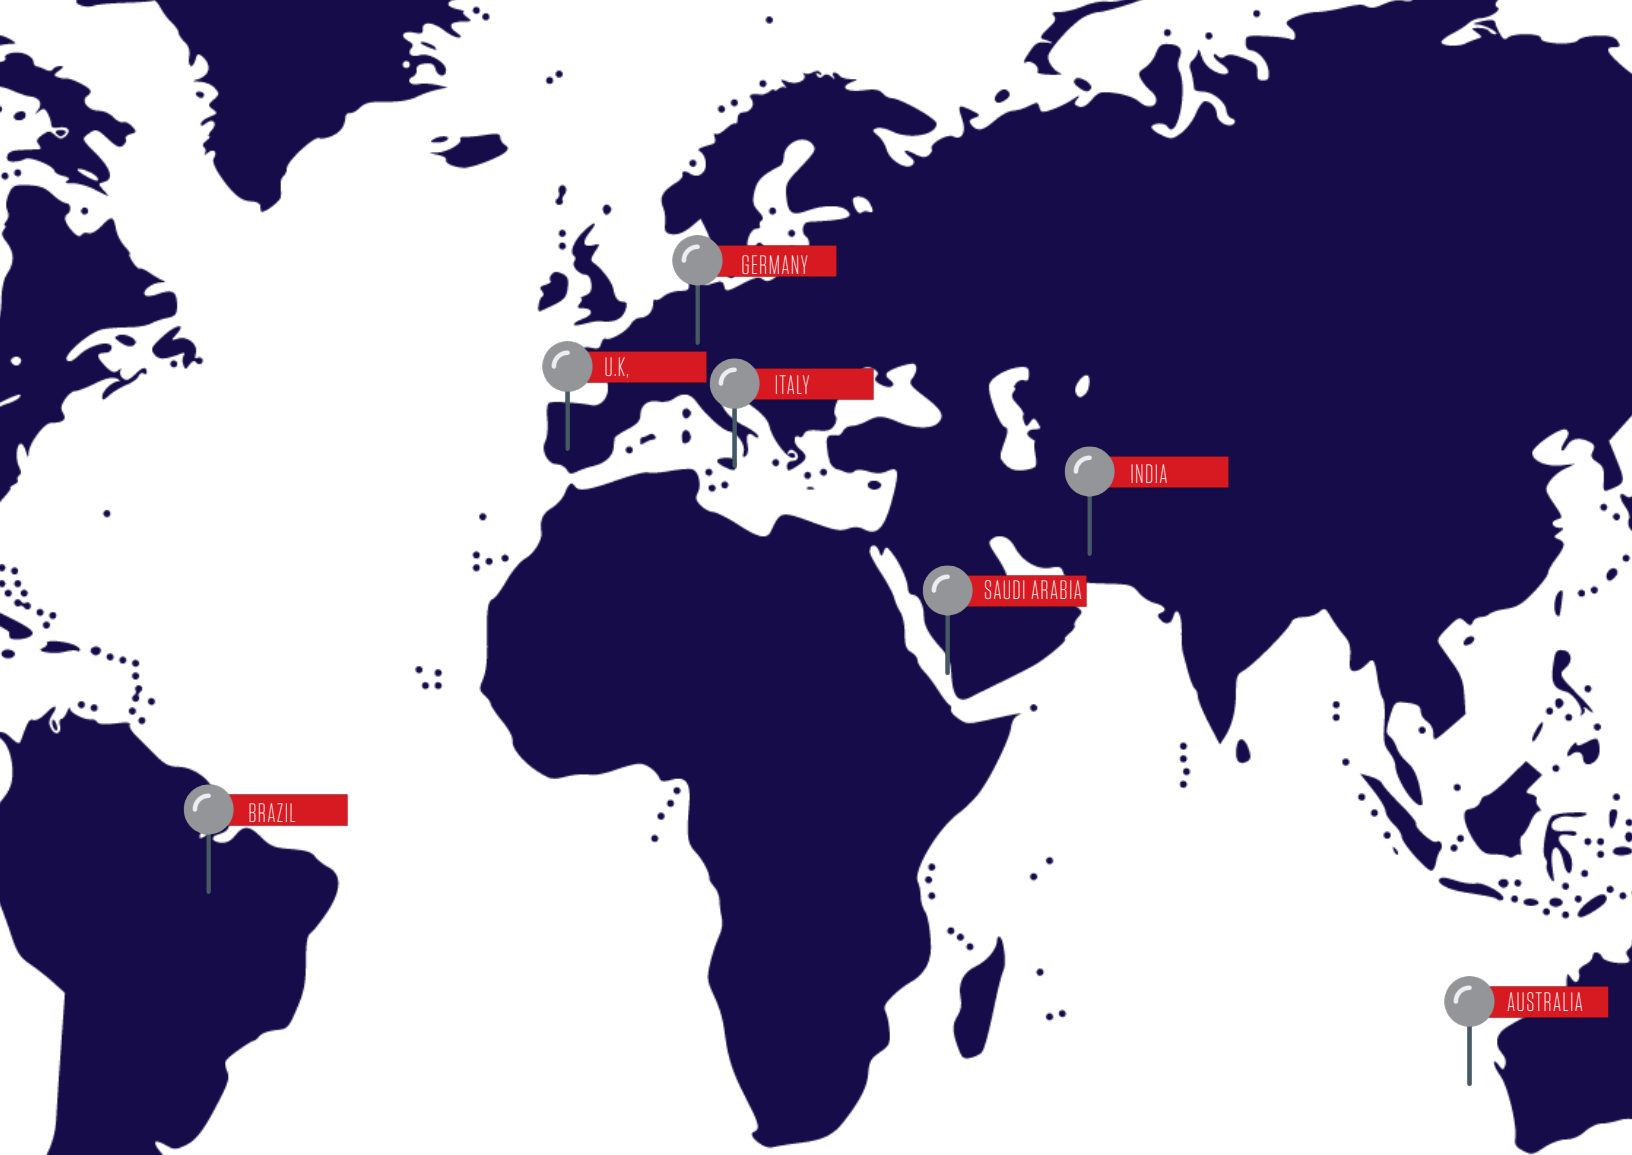 GERMANY
U.K,
ITALY
INDIA
SAUDI ARABIA
BRAZIL
AUSTRALIA